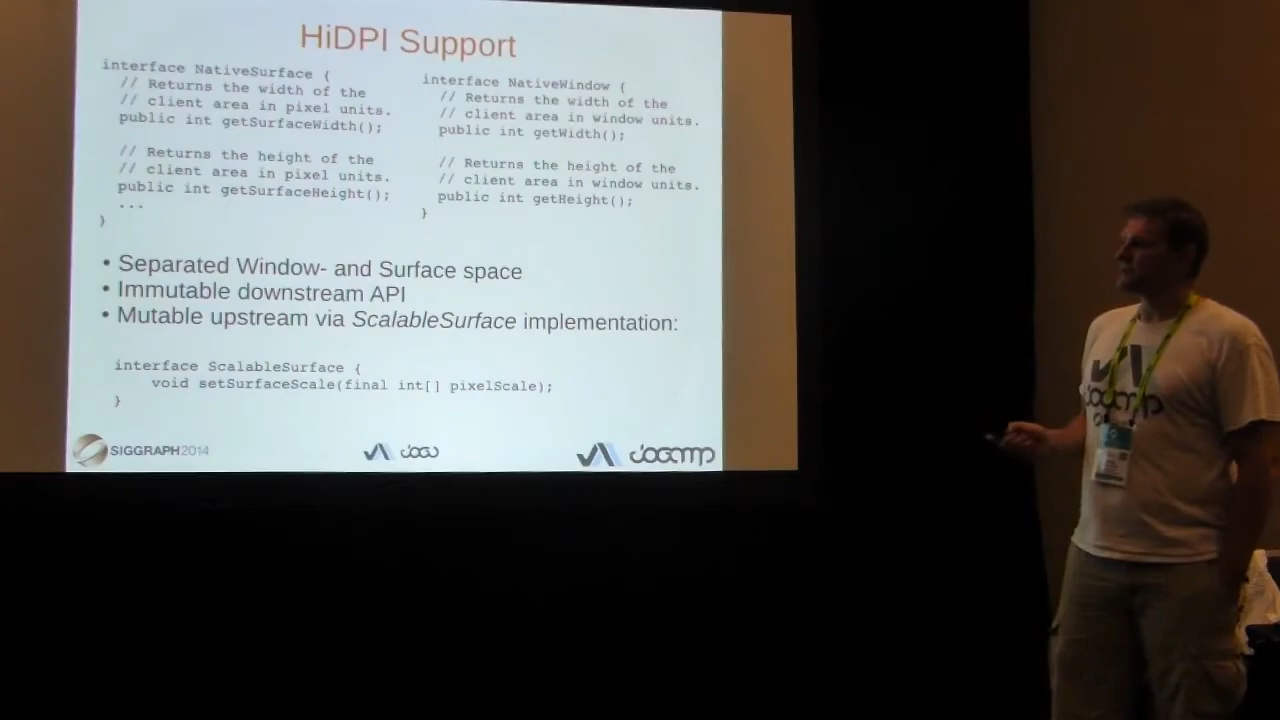 HiDPI Support
interface NativeSurface {
// Returns the width of the
// client area in pixel units.
public int getSurfaceWidth();
// Returns the height of the
// client area in pixel units.
public int getSurfaceHeight();
...
}
interface NativeWindow {
// Returns the width of the
// client area in window units.
public int getWidth();
// Returns the height of the
// client area in window units.
public int getHeight();
}
• Separated Window- and Surface space
• Immutable downstream API
• Mutable upstream via ScalableSurface implementation:
interface ScalableSurface {
void setSurfaceScale(final int[] pixelScale);
}
SIGGRAPH2014
JOGL
JOGAMP
JOGAMP